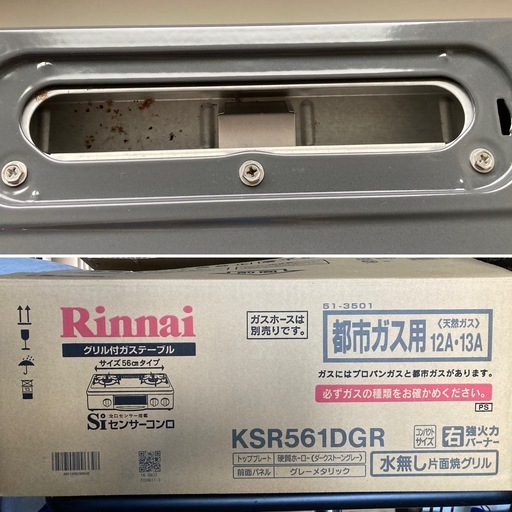 51-3501
Rinnai
グリル付ガステーブル
サイズ56cmタイプ
Si センサーコンロ
全口センサー搭載
ガスホースは
別売りです。
都市ガス用
〈天然ガス〉
12A・13A
ガスにはプロパンガスと都市ガスがあります。
必ずガスの種類をお確かめください。
PS
KSR561DGR
コンパクト
サイズ
右
強火力
バーナー
トッププレート
硬質ホーロー(ダークストーングレー)
前面パネル
グレーメタリック
水無し片面焼グリル